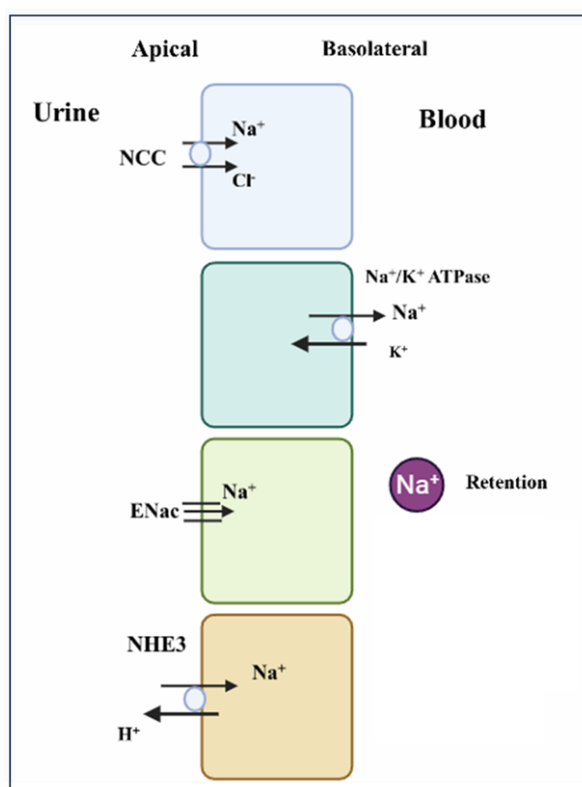 Apical
Basolateral
Urine
Blood
Na⁺
NCC
Cl⁻
Na⁺/K⁺ ATPase
Na⁺
K⁺
Na⁺
ENac
Na⁺
Retention
NHE3
Na⁺
H⁺